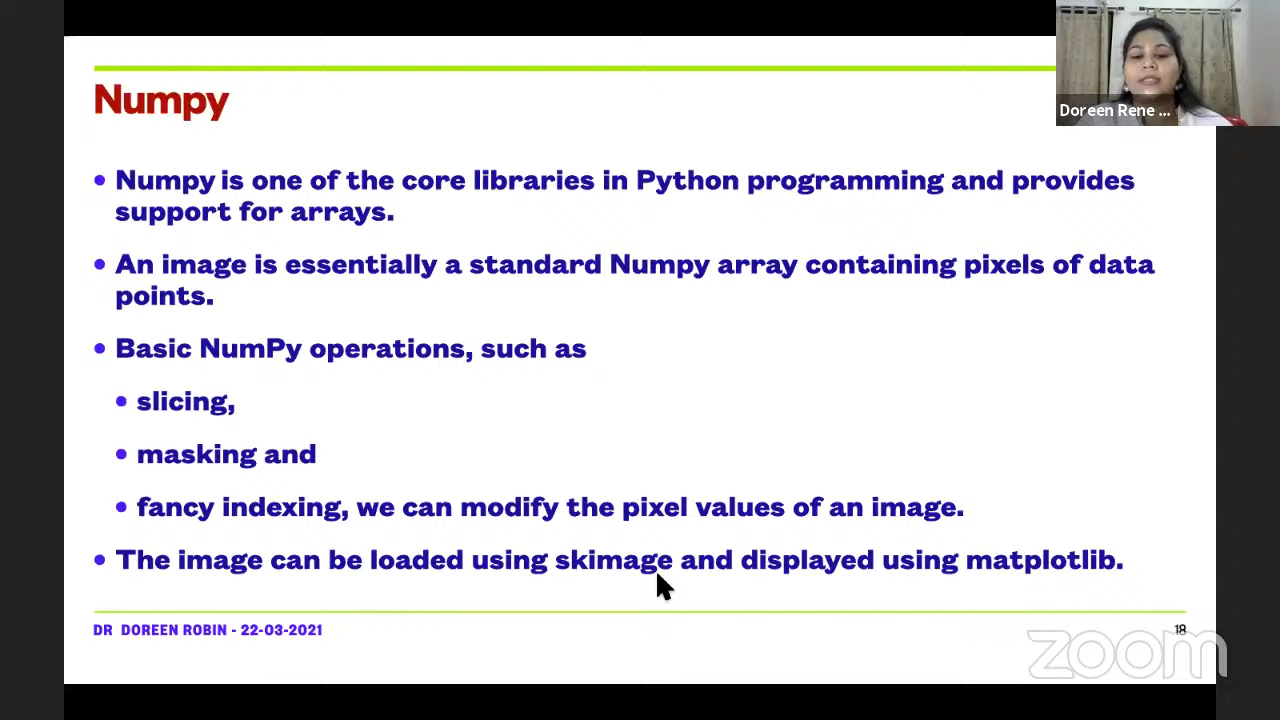 Numpy
Doreen Rene ...
• Numpy is one of the core libraries in Python programming and provides
support for arrays.
• An image is essentially a standard Numpy array containing pixels of data
points.
• Basic NumPy operations, such as
• slicing,
• masking and
• fancy indexing, we can modify the pixel values of an image.
• The image can be loaded using skimage and displayed using matplotlib.
DR DOREEN ROBIN - 22-03-2021
18
zoom